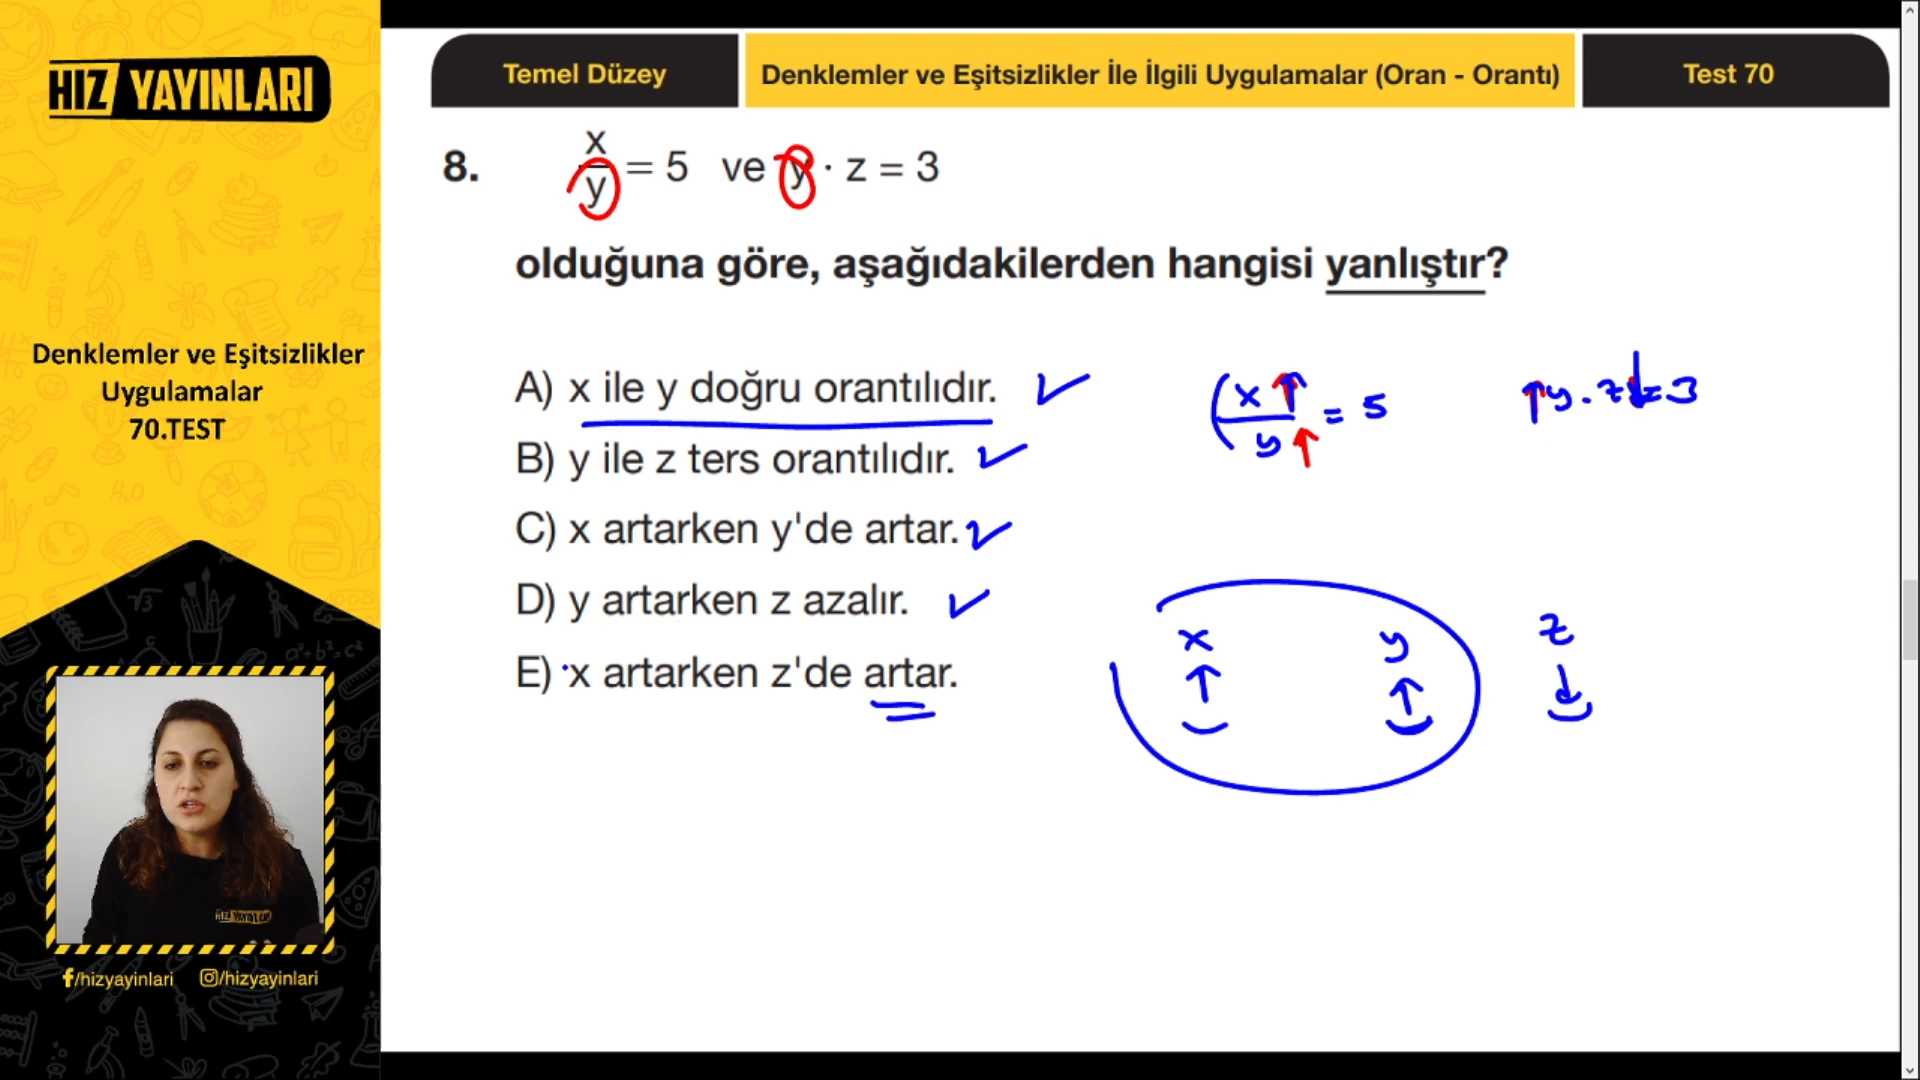 HIZ YAYINLARI
Denklemler ve Eşitsizlikler
Uygulamalar
70.TEST
HIZ YAYINLARI
/hizyayinlari /hizyayinlari
Temel Düzey
Denklemler ve Eşitsizlikler İle İlgili Uygulamalar (Oran - Orantı)
Test 70
8. x/y = 5 ve y · z = 3
olduğuna göre, aşağıdakilerden hangisi yanlıştır?
A) x ile y doğru orantılıdır. ✓
B) y ile z ters orantılıdır. ✓
C) x artarken y'de artar. ✓
D) y artarken z azalır. ✓
E) x artarken z'de artar.
x↑/y↑ = 5
↑y . z↓ = 3
x y z
↑ ↑ ↓